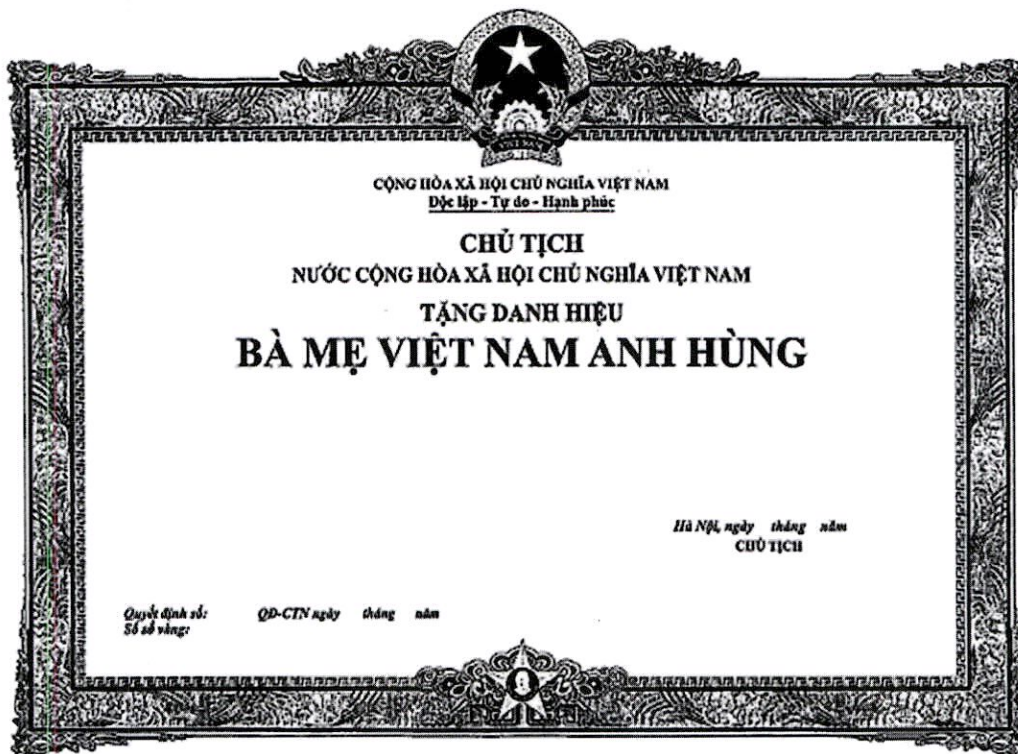 VIỆT NAM
CỘNG HÒA XÃ HỘI CHỦ NGHĨA VIỆT NAM
Độc lập - Tự do - Hạnh phúc
CHỦ TỊCH
NƯỚC CỘNG HÒA XÃ HỘI CHỦ NGHĨA VIỆT NAM
TẶNG DANH HIỆU
BÀ MẸ VIỆT NAM ANH HÙNG
Hà Nội, ngày tháng năm
CHỦ TỊCH
Quyết định số: QĐ-CTN ngày tháng năm
Số sổ vàng: